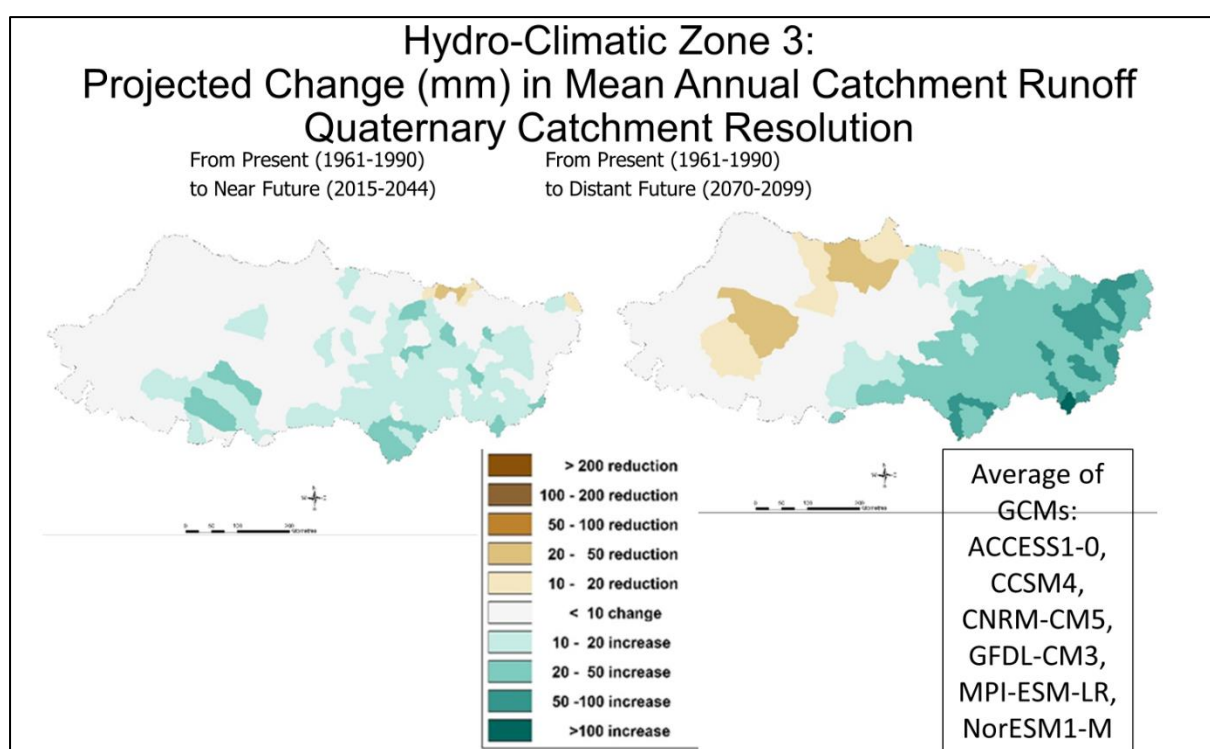 Hydro-Climatic Zone 3:
Projected Change (mm) in Mean Annual Catchment Runoff
Quaternary Catchment Resolution
From Present (1961-1990)
to Near Future (2015-2044)
From Present (1961-1990)
to Distant Future (2070-2099)
> 200 reduction
100 - 200 reduction
50 - 100 reduction
20 - 50 reduction
10 - 20 reduction
< 10 change
10 - 20 increase
20 - 50 increase
50 -100 increase
>100 increase
Average of
GCMs:
ACCESS1-0,
CCSM4,
CNRM-CM5,
GFDL-CM3,
MPI-ESM-LR,
NorESM1-M